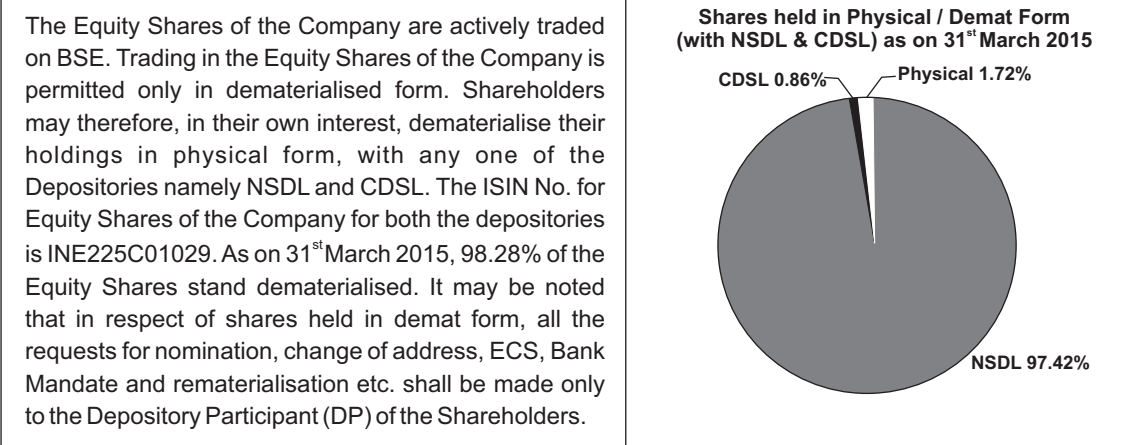 The Equity Shares of the Company are actively traded
on BSE. Trading in the Equity Shares of the Company is
permitted only in dematerialised form. Shareholders
may therefore, in their own interest, dematerialise their
holdings in physical form, with any one of the
Depositories namely NSDL and CDSL. The ISIN No. for
Equity Shares of the Company for both the depositories
is INE225C01029. As on 31st March 2015, 98.28% of the
Equity Shares stand dematerialised. It may be noted
that in respect of shares held in demat form, all the
requests for nomination, change of address, ECS, Bank
Mandate and rematerialisation etc. shall be made only
to the Depository Participant (DP) of the Shareholders.
Shares held in Physical / Demat Form
(with NSDL & CDSL) as on 31st March 2015
CDSL 0.86%
Physical 1.72%
NSDL 97.42%